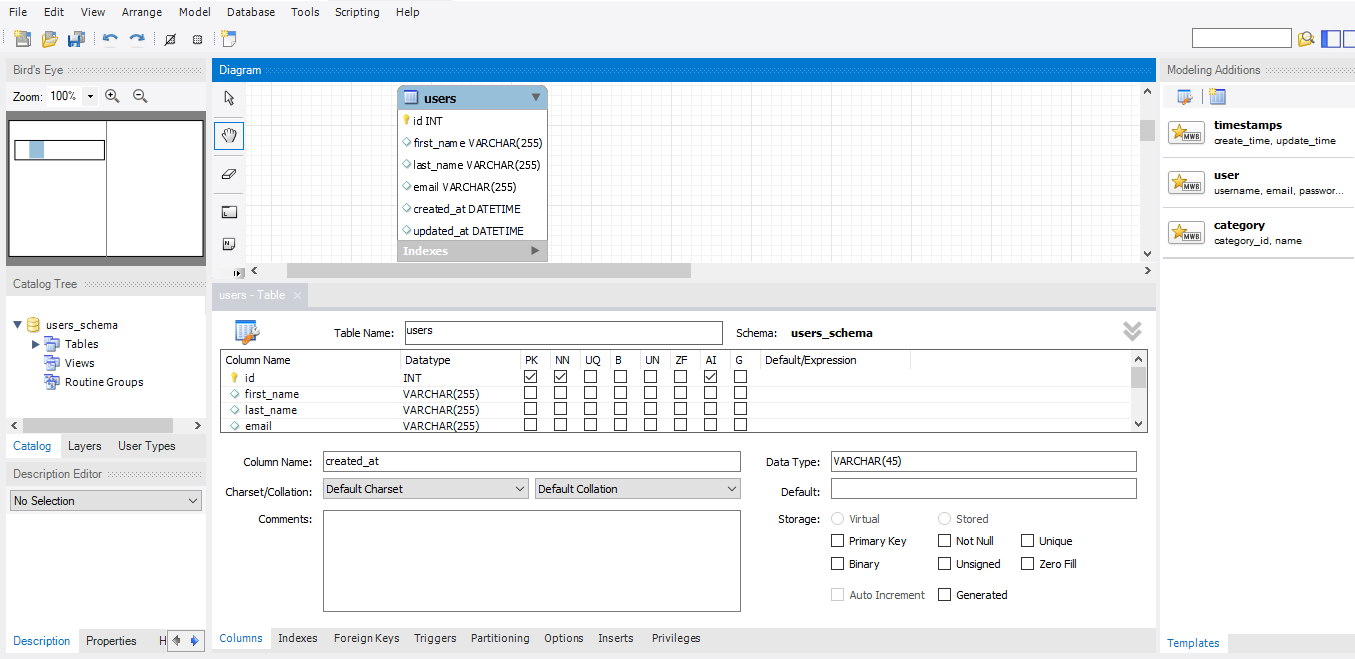 File Edit View Arrange Model Database Tools Scripting Help
Bird's Eye
Zoom: 100%
Diagram
users
id INT
first_name VARCHAR(255)
last_name VARCHAR(255)
email VARCHAR(255)
created_at DATETIME
updated_at DATETIME
Indexes
Modeling Additions
timestamps
create_time, update_time
user
username, email, passwor...
category
category_id, name
Catalog Tree
users_schema
Tables
Views
Routine Groups
Catalog Layers User Types
Description Editor
No Selection
Description Properties H
users - Table
Table Name: users Schema: users_schema
Column Name Datatype PK NN UQ B UN ZF AI G Default/Expression
id INT
first_name VARCHAR(255)
last_name VARCHAR(255)
email VARCHAR(255)
Column Name: created_at Data Type: VARCHAR(45)
Charset/Collation: Default Charset Default Collation Default:
Comments: Storage: Virtual Stored
Primary Key Not Null Unique
Binary Unsigned Zero Fill
Auto Increment Generated
Columns Indexes Foreign Keys Triggers Partitioning Options Inserts Privileges
Templates